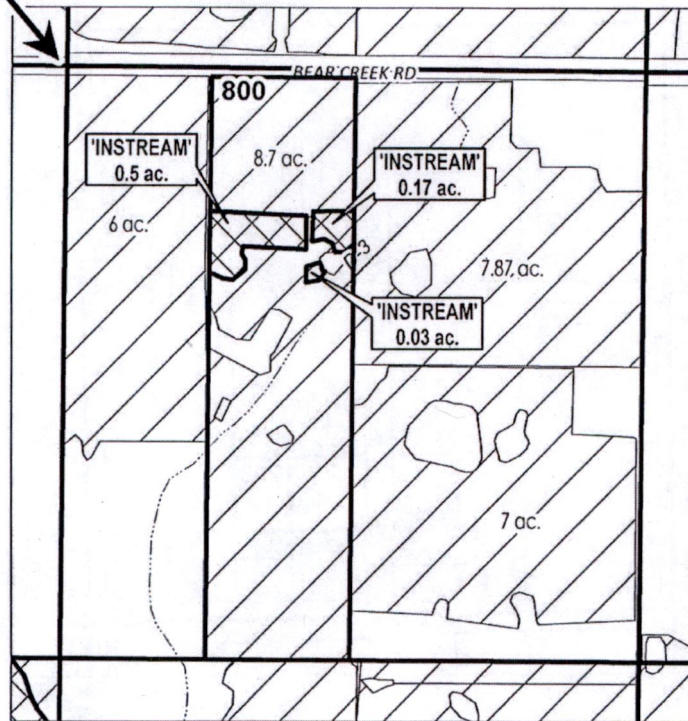 BEAR CREEK RD
800
8.7 ac.
'INSTREAM'
0.5 ac.
'INSTREAM'
0.17 ac.
6 ac.
7.87 ac.
'INSTREAM'
0.03 ac.
7 ac.